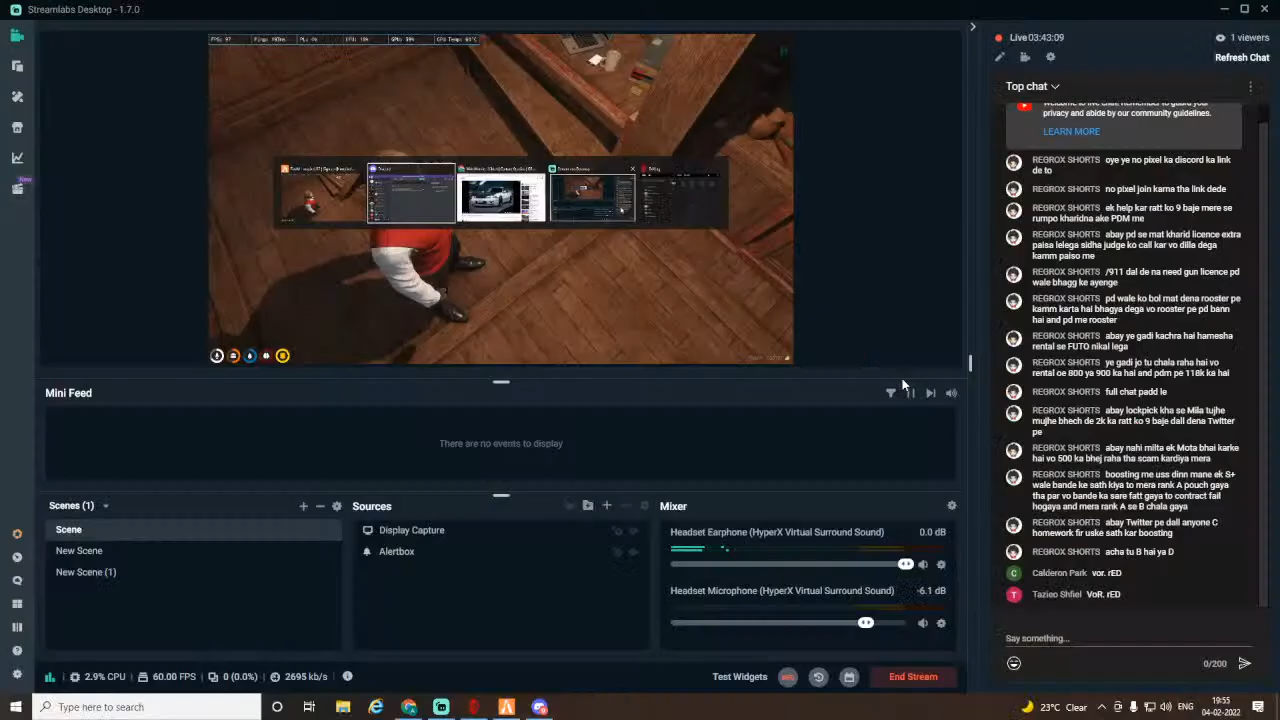 Streamlabs Desktop - 1.7.0
Live 03:43:09
1 viewers
Refresh Chat
Top chat
privacy and abide by our community guidelines.
LEARN MORE
REGROX SHORTS oye ye no pixel ka discord
de to
REGROX SHORTS no pixel join karna tha link dede
REGROX SHORTS ek help kar ratt ko 9 baje mere se
rumpo kharidna ake PDM me
REGROX SHORTS abay pd se mat kharid licence extra
paisa lelega sidha judge ko call kar vo dilla dega
kamm paiso me
REGROX SHORTS /911 dal de na need gun licence pd
wale bhagg ke ayenge
REGROX SHORTS pd wale ko bol mat dena rooster pe
kamm karta hai bhagyega dega vo rooster pe pd bann
hai and pd me rooster
REGROX SHORTS abay ye gadi kachra hai hamesha
rental se FUTO nikal lega
REGROX SHORTS ye gadi jo tu chala raha hai vo
rental oe 800 ya 900 ka hai and pdm pe 118k ka hai
REGROX SHORTS full chat padd le
REGROX SHORTS abay lockpick kha se Mila tujhe
mujhe bhech de 2k ka ratt ko 9 baje dall dena Twitter
pe
REGROX SHORTS abay nahi milta ek Mota bhai karke
hai vo 500 ka bhej raha tha scam kardiya mera
REGROX SHORTS boosting me uss dinn mane ek S+
wale bande ke sath kiya to mera rank A pouch gaya
tha par vo bande ka sare fatt gaya to contract fail
hogaya and mera rank A se B chala gaya
REGROX SHORTS abay Twitter pe dall anyone C
homework fir uske sath kar boosting
REGROX SHORTS acha tu B hai ya D
Calderon Park vor. rED
Tazieo Shfiel VoR. rED
Say something...
0/200
Mini Feed
There are no events to display
Scenes (1)
Scene
New Scene
New Scene (1)
Sources
Display Capture
Alertbox
Mixer
Headset Earphone (HyperX Virtual Surround Sound) 0.0 dB
Headset Microphone (HyperX Virtual Surround Sound) -6.1 dB
2.9% CPU 60.00 FPS 0 (0.0%) 2695 kb/s
Test Widgets
End Stream
Type here to search
23°C Clear
ENG
19:55